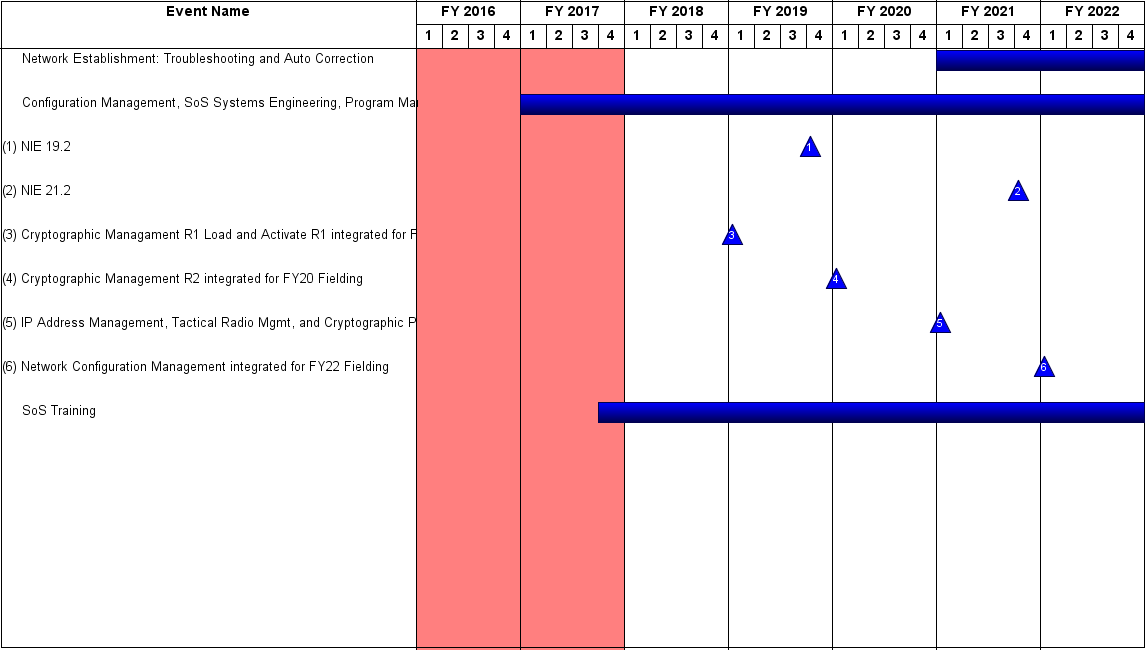 Event Name FY 2016 FY 2017 FY 2018 FY 2019 FY 2020 FY 2021 FY 2022
1 2 3 4 1 2 3 4 1 2 3 4 1 2 3 4 1 2 3 4 1 2 3 4 1 2 3 4
Network Establishment: Troubleshooting and Auto Correction
Configuration Management, SoS Systems Engineering, Program Mar
(1) NIE 19.2 1
(2) NIE 21.2 2
(3) Cryptographic Managament R1 Load and Activate R1 integrated for F 3
(4) Cryptographic Management R2 integrated for FY20 Fielding 4
(5) IP Address Management, Tactical Radio Mgmt, and Cryptographic P 5
(6) Network Configuration Management integrated for FY22 Fielding 6
SoS Training